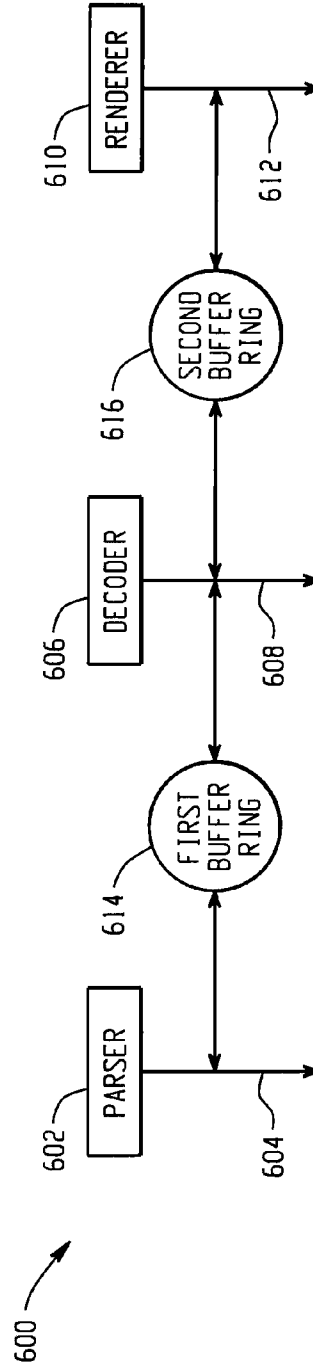 600
602
PARSER
604
614
FIRST
BUFFER
RING
606
DECODER
608
616
SECOND
BUFFER
RING
610
RENDERER
612